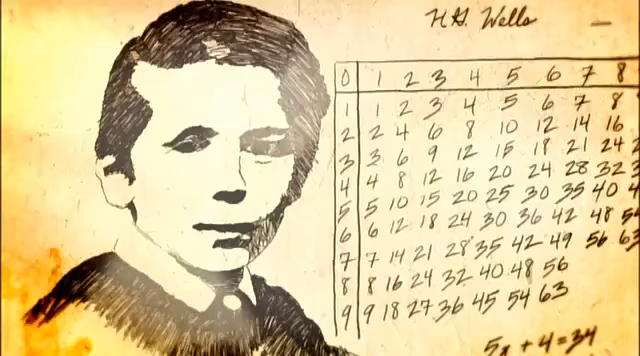 H.G. Wells
0 1 2 3 4 5 6 7 8
1 1 2 3 4 5 6 7 8
2 2 4 6 8 10 12 14 16
3 3 6 9 12 15 18 21 24
4 4 8 12 16 20 24 28 32
5 5 10 15 20 25 30 35 40
6 6 12 18 24 30 36 42 48
7 7 14 21 28 35 42 49 56 63
8 8 16 24 32 40 48 56
9 9 18 27 36 45 54 63